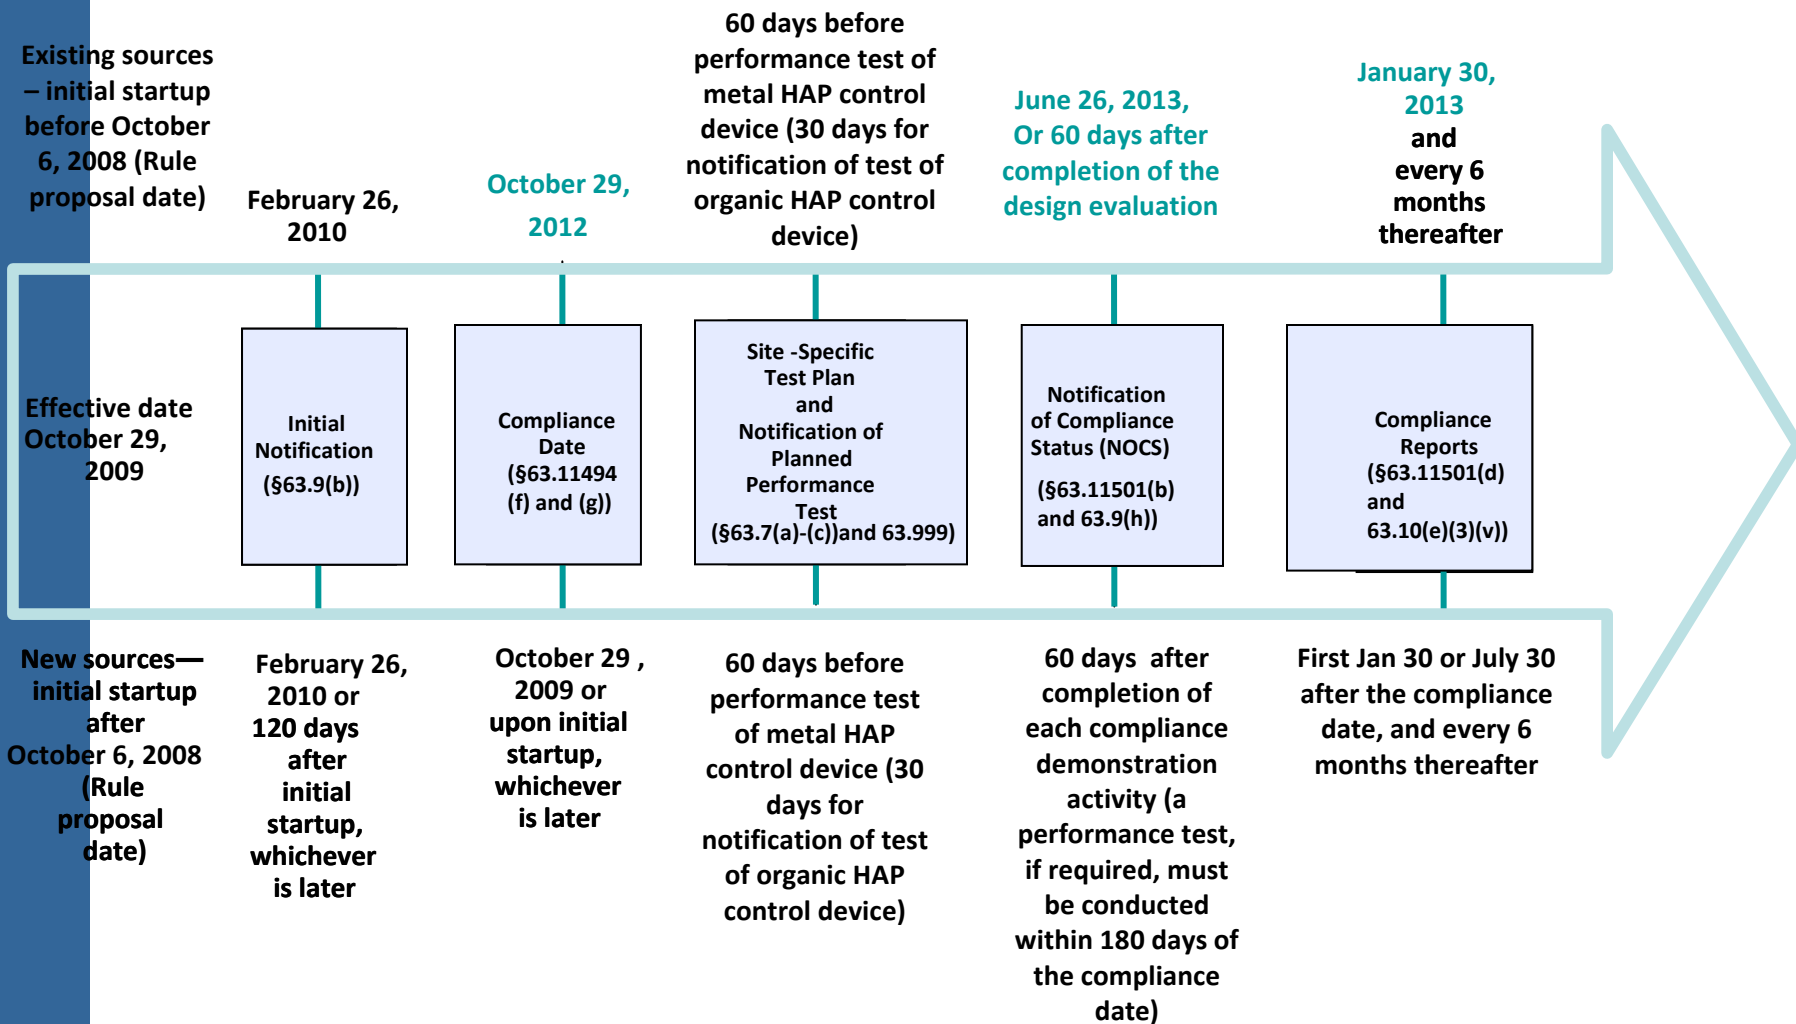 Existing sources
– initial startup
before October
6, 2008 (Rule
proposal date)
February 26,
2010
October 29,
2012
60 days before
performance test of
metal HAP control
device (30 days for
notification of test of
organic HAP control
device)
June 26, 2013,
Or 60 days after
completion of the
design evaluation
January 30,
2013
and
every 6
months
thereafter
Effective date
October 29,
2009
Initial
Notification
(§63.9(b))
Compliance
Date
(§63.11494
(f) and (g))
Site -Specific
Test Plan
and
Notification of
Planned
Performance
Test
(§63.7(a)-(c))and 63.999)
Notification
of Compliance
Status (NOCS)
(§63.11501(b)
and 63.9(h))
Compliance
Reports
(§63.11501(d)
and
63.10(e)(3)(v))
New sources—
initial startup
after
October 6, 2008
(Rule
proposal
date)
February 26,
2010 or
120 days
after
initial
startup,
whichever
is later
October 29 ,
2009 or
upon initial
startup,
whichever
is later
60 days before
performance test
of metal HAP
control device (30
days for
notification of test
of organic HAP
control device)
60 days  after
completion of
each compliance
demonstration
activity (a
performance test,
if required, must
be conducted
within 180 days of
the compliance
date)
First Jan 30 or July 30
after the compliance
date, and every 6
months thereafter